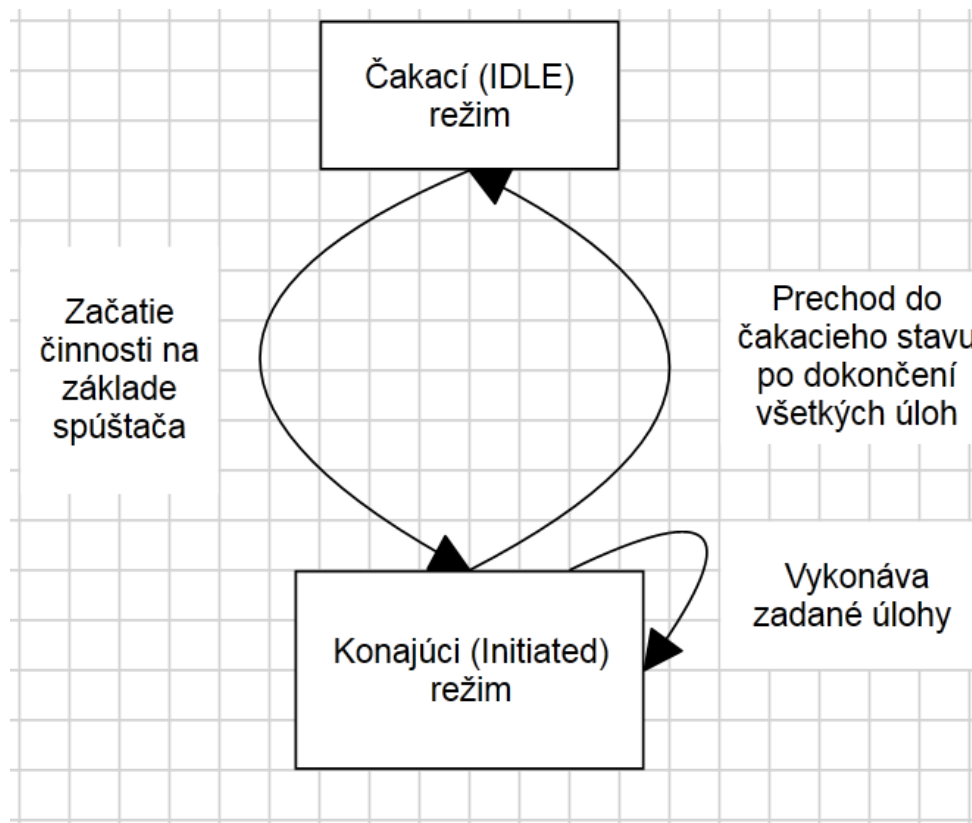 Čakací (IDLE)
režim
Začatie
činnosti na
základe
spúštača
Prechod do
čakacieho stavu
po dokončení
všetkých úloh
Vykonáva
zadané úlohy
Konajúci (Initiated)
režim